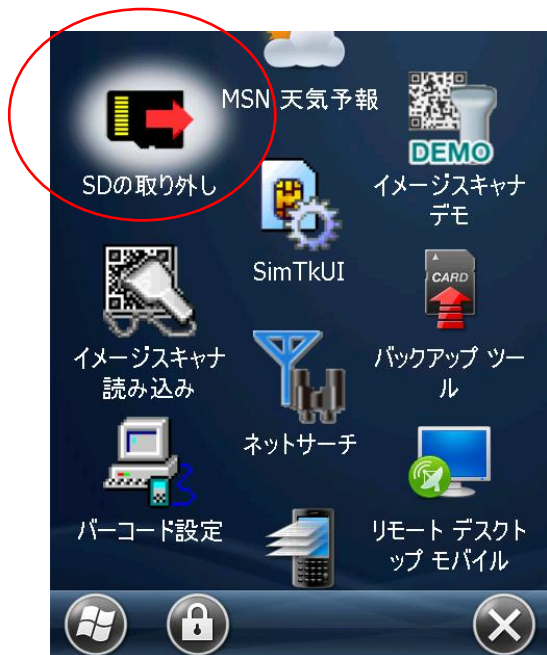 MSN 天気予報
DEMO
SDの取り外し
イメージスキャナ
デモ
SimTkUI
CARD
イメージスキャナ
読み込み
バックアップ ツー
ル
ネットサーチ
バーコード設定
リモート デスクト
ップ モバイル